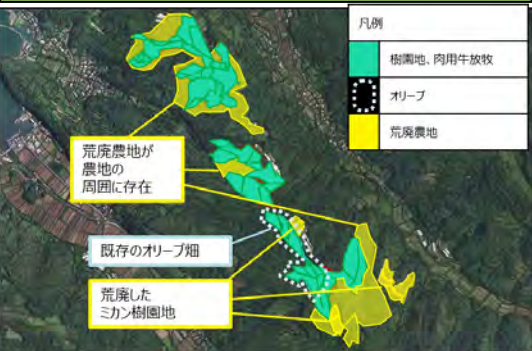 凡例
樹園地、肉用牛放牧
オリーブ
荒廃農地
荒廃農地が
農地の
周囲に存在
既存のオリーブ畑
荒廃した
ミカン樹園地